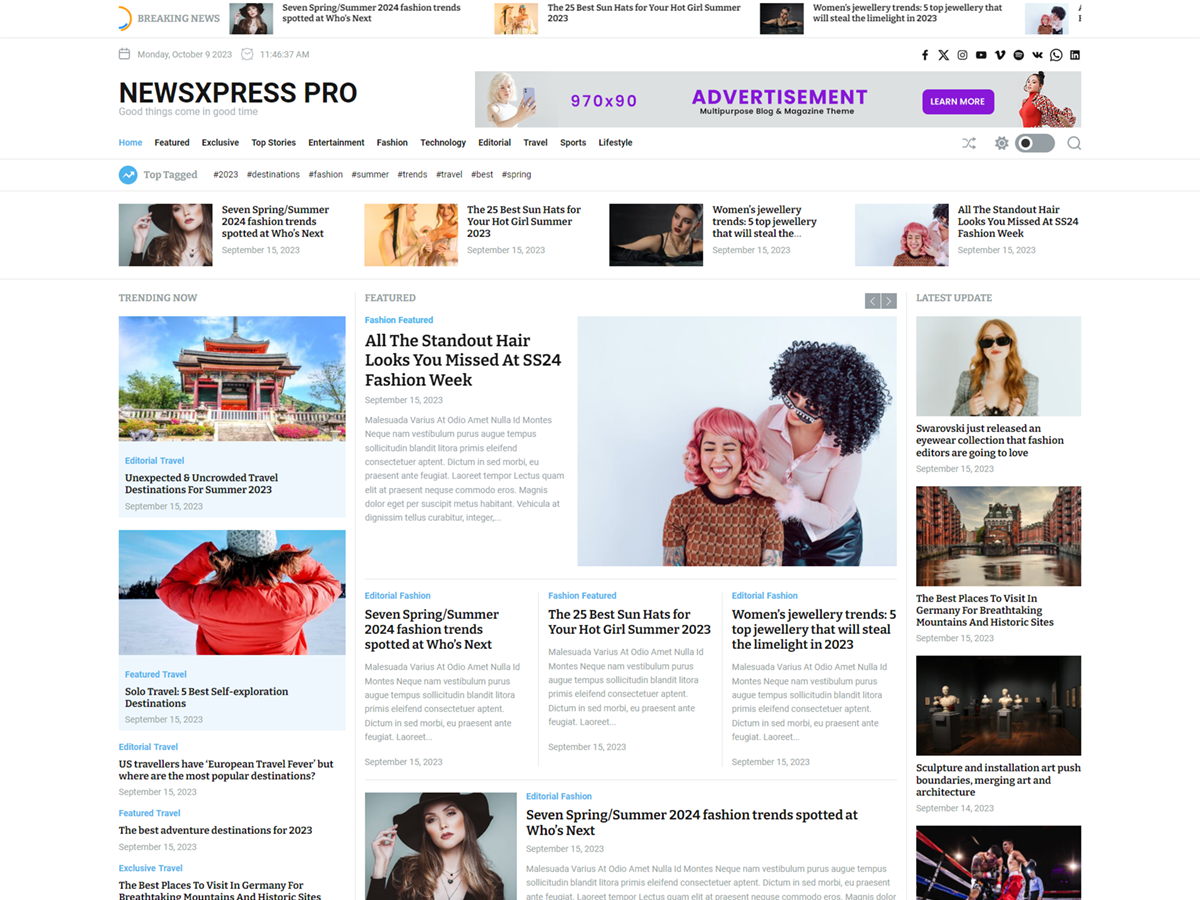 BREAKING NEWS
Seven Spring/Summer 2024 fashion trends
spotted at Who's Next
The 25 Best Sun Hats for Your Hot Girl Summer
2023
Women's jewellery trends: 5 top jewellery that
will steal the limelight in 2023
Monday, October 9 2023
11:46:37 AM
NEWSXPRESS PRO
Good things come in good time
970x90
ADVERTISEMENT
Multipurpose Blog & Magazine Theme
LEARN MORE
Home Featured Exclusive Top Stories Entertainment Fashion Technology Editorial Travel Sports Lifestyle
Top Tagged
#2023 #destinations #fashion #summer #trends #travel #best #spring
Seven Spring/Summer
2024 fashion trends
spotted at Who's Next
September 15, 2023
The 25 Best Sun Hats for
Your Hot Girl Summer
2023
September 15, 2023
Women's jewellery
trends: 5 top jewellery
that will steal the...
September 15, 2023
All The Standout Hair
Looks You Missed At SS24
Fashion Week
September 15, 2023
TRENDING NOW
Editorial Travel
Unexpected & Uncrowded Travel
Destinations For Summer 2023
September 15, 2023
Featured Travel
Solo Travel: 5 Best Self-exploration
Destinations
September 15, 2023
Editorial Travel
US travellers have 'European Travel Fever' but
where are the most popular destinations?
September 15, 2023
Featured Travel
The best adventure destinations for 2023
September 15, 2023
Exclusive Travel
The Best Places To Visit In Germany For
Breathtaking Mountains And Historic Sites
FEATURED
Fashion Featured
All The Standout Hair
Looks You Missed At SS24
Fashion Week
September 15, 2023
Malesuada Varius At Odio Amet Nulla Id Montes
Neque nam vestibulum purus augue tempus
sollicitudin blandit litora primis eleifend
consectetuer aptent. Dictum in sed morbi, eu
praesent ante feugiat. Laoreet tempor Lectus quam
elit at praesent nequse commodo eros. Magnis
dolor eget per suscipit metus habitant. Vehicula at
dignissim tellus curabitur, integer,...
Editorial Fashion
Seven Spring/Summer
2024 fashion trends
spotted at Who's Next
Malesuada Varius At Odio Amet Nulla Id
Montes Neque nam vestibulum purus
augue tempus sollicitudin blandit litora
primis eleifend consectetuer aptent.
Dictum in sed morbi, eu praesent ante
feugiat. Laoreet...
September 15, 2023
Fashion Featured
The 25 Best Sun Hats for
Your Hot Girl Summer 2023
Malesuada Varius At Odio Amet Nulla Id
Montes Neque nam vestibulum purus
augue tempus sollicitudin blandit litora
primis eleifend consectetuer aptent.
Dictum in sed morbi, eu praesent ante
feugiat. Laoreet...
September 15, 2023
Editorial Fashion
Women's jewellery trends: 5
top jewellery that will steal
the limelight in 2023
Malesuada Varius At Odio Amet Nulla Id
Montes Neque nam vestibulum purus
augue tempus sollicitudin blandit litora
primis eleifend consectetuer aptent.
Dictum in sed morbi, eu praesent ante
feugiat. Laoreet...
September 15, 2023
Editorial Fashion
Seven Spring/Summer 2024 fashion trends spotted at
Who's Next
September 15, 2023
Malesuada Varius At Odio Amet Nulla Id Montes Neque nam vestibulum purus augue tempus
sollicitudin blandit litora primis eleifend consectetuer aptent. Dictum in sed morbi, eu praesent
ante feugiat. Laoreet tempor Lectus quam elit at praesent nequse commodo eros. Magnis dolor
LATEST UPDATE
Swarovski just released an
eyewear collection that fashion
editors are going to love
September 15, 2023
The Best Places To Visit In
Germany For Breathtaking
Mountains And Historic Sites
September 15, 2023
Sculpture and installation art push
boundaries, merging art and
architecture
September 14, 2023